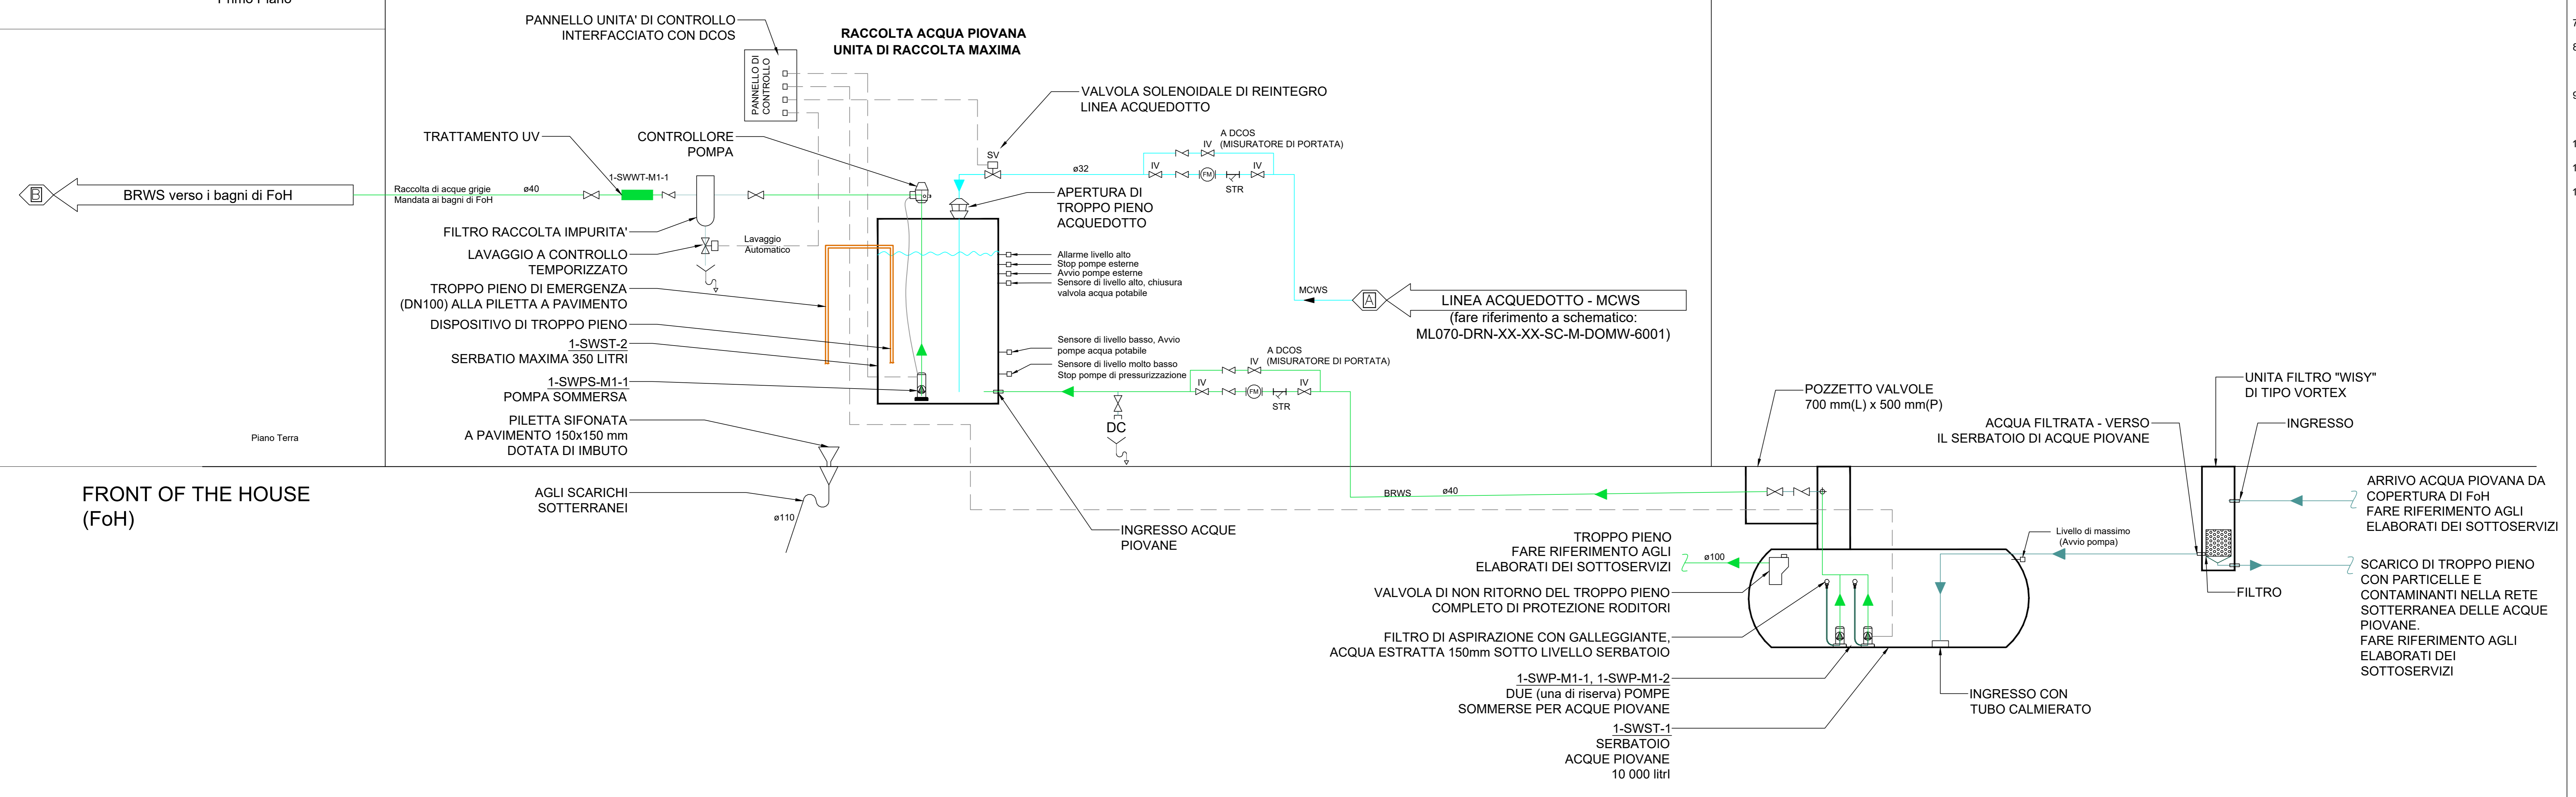 Primo Piano
PANNELLO UNITA' DI CONTROLLO
INTERFACCIATO CON DCOS
RACCOLTA ACQUA PIOVANA
UNITA DI RACCOLTA MAXIMA
PANNELLO DI
CONTROLLO
VALVOLA SOLENOIDALE DI REINTEGRO
LINEA ACQUEDOTTO
TRATTAMENTO UV
CONTROLLORE
POMPA
A DCOS
(MISURATORE DI PORTATA)
IV
SV
ø32
IV
FM
STR
IV
1-SWWT-M1-1
B
BRWS verso i bagni di FoH
Raccolta di acque grigie
Mandata ai bagni di FoH
ø40
APERTURA DI
TROPPO PIENO
ACQUEDOTTO
FILTRO RACCOLTA IMPURITA'
Lavaggio
Automatico
LAVAGGIO A CONTROLLO
TEMPORIZZATO
Allarme livello alto
Stop pompe esterne
Avvio pompe esterne
Sensore di livello alto, chiusura
valvola acqua potabile
TROPPO PIENO DI EMERGENZA
(DN100) ALLA PILETTA A PAVIMENTO
MCWS
A
LINEA ACQUEDOTTO - MCWS
(fare riferimento a schematico:
ML070-DRN-XX-XX-SC-M-DOMW-6001)
DISPOSITIVO DI TROPPO PIENO
1-SWST-2
SERBATIO MAXIMA 350 LITRI
Sensore di livello basso, Avvio
pompe acqua potabile
Sensore di livello molto basso
Stop pompe di pressurizzazione
A DCOS
(MISURATORE DI PORTATA)
IV
IV
FM
STR
IV
1-SWPS-M1-1
POMPA SOMMERSA
PILETTA SIFONATA
A PAVIMENTO 150x150 mm
DOTATA DI IMBUTO
DC
POZZETTO VALVOLE
700 mm(L) x 500 mm(P)
UNITA FILTRO "WISY"
DI TIPO VORTEX
ACQUA FILTRATA - VERSO
IL SERBATOIO DI ACQUE PIOVANE
INGRESSO
Piano Terra
FRONT OF THE HOUSE
(FoH)
AGLI SCARICHI
SOTTERRANEI
ø110
INGRESSO ACQUE
PIOVANE
BRWS
ø40
ARRIVO ACQUA PIOVANA DA
COPERTURA DI FoH
FARE RIFERIMENTO AGLI
ELABORATI DEI SOTTOSERVIZI
TROPPO PIENO
FARE RIFERIMENTO AGLI
ELABORATI DEI SOTTOSERVIZI
ø100
Livello di massimo
(Avvio pompa)
VALVOLA DI NON RITORNO DEL TROPPO PIENO
COMPLETO DI PROTEZIONE RODITORI
FILTRO
SCARICO DI TROPPO PIENO
CON PARTICELLE E
CONTAMINANTI NELLA RETE
SOTTERRANEA DELLE ACQUE
PIOVANE.
FARE RIFERIMENTO AGLI
ELABORATI DEI
SOTTOSERVIZI
FILTRO DI ASPIRAZIONE CON GALLEGGIANTE,
ACQUA ESTRATTA 150mm SOTTO LIVELLO SERBATOIO
1-SWP-M1-1, 1-SWP-M1-2
DUE (una di riserva) POMPE
SOMMERSE PER ACQUE PIOVANE
INGRESSO CON
TUBO CALMIERATO
1-SWST-1
SERBATOIO
ACQUE PIOVANE
10 000 litrI